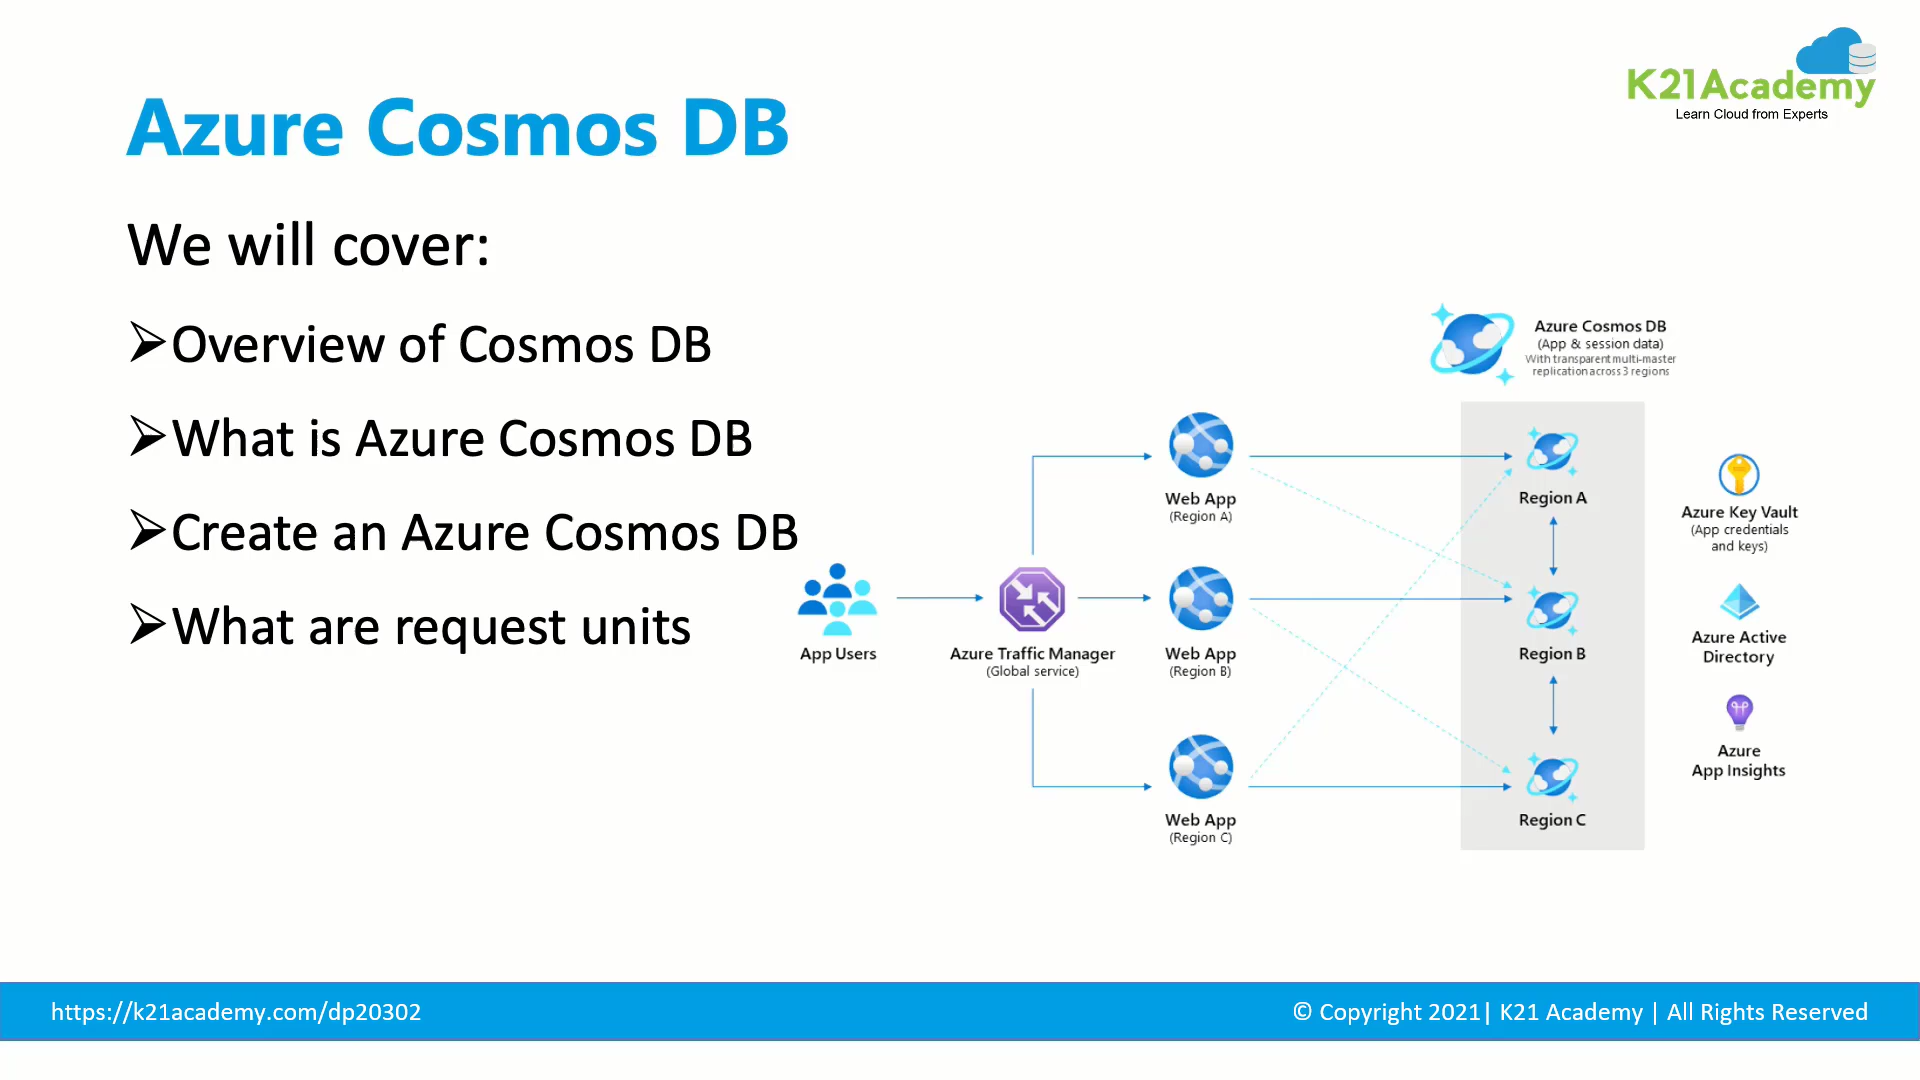 K21Academy
Learn Cloud from Experts
Azure Cosmos DB
We will cover:
➢Overview of Cosmos DB
➢What is Azure Cosmos DB
➢Create an Azure Cosmos DB
➢What are request units
Azure Cosmos DB
(App & session data)
With transparent multi-master
replication across 3 regions
App Users
Azure Traffic Manager
(Global service)
Web App
(Region A)
Web App
(Region B)
Web App
(Region C)
Region A
Region B
Region C
Azure Key Vault
(App credentials
and keys)
Azure Active
Directory
Azure
App Insights
https://k21academy.com/dp20302
© Copyright 2021| K21 Academy | All Rights Reserved